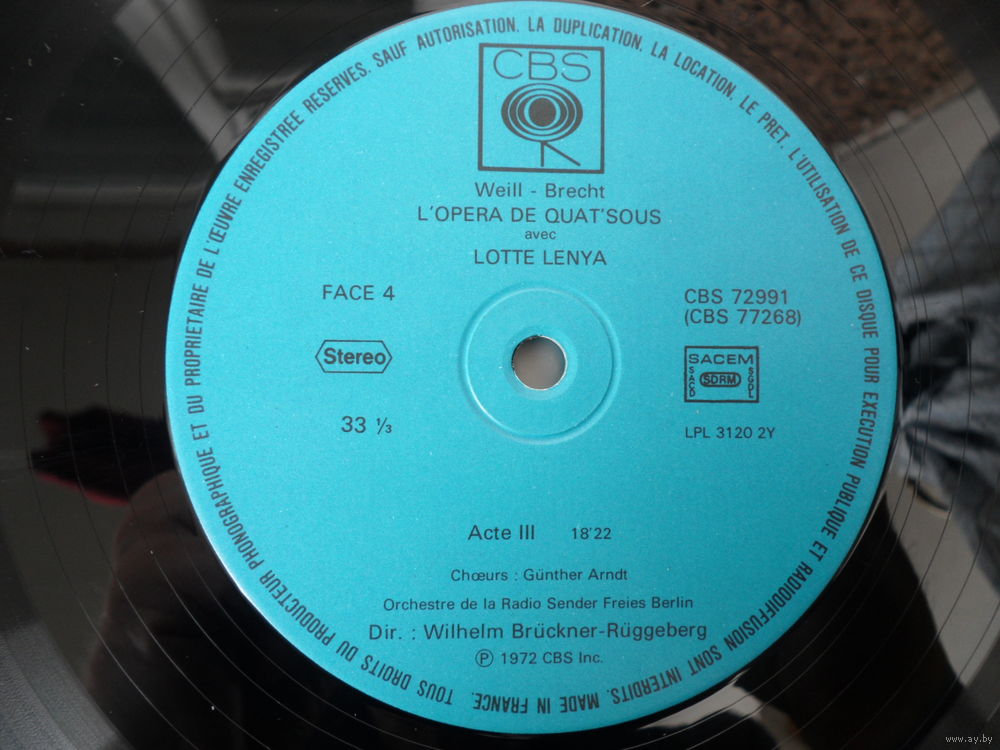 TOUS DROITS DU PRODUCTEUR PHONOGRAPHIQUE ET DU PROPRIETAIRE DE L'ŒUVRE ENREGISTREE RESERVES. SAUF AUTORISATION. LA DUPLICATION. LA LOCATION. LE PRET. L'UTILISATION DE CE DISQUE POUR EXECUTION PUBLIQUE ET RADIODIFFUSION SONT INTERDITS. MADE IN FRANCE.
CBS
Weill - Brecht
L'OPERA DE QUAT'SOUS
avec
LOTTE LENYA
FACE 4
CBS 72991
(CBS 77268)
Stereo
SACEM
SACD
SDRM
SGDL
33 ⅓
LPL 3120 2Y
Acte III 18'22
Chœurs : Günther Arndt
Orchestre de la Radio Sender Freies Berlin
Dir. : Wilhelm Brückner-Rüggeberg
℗ 1972 CBS Inc.
www.ay.by